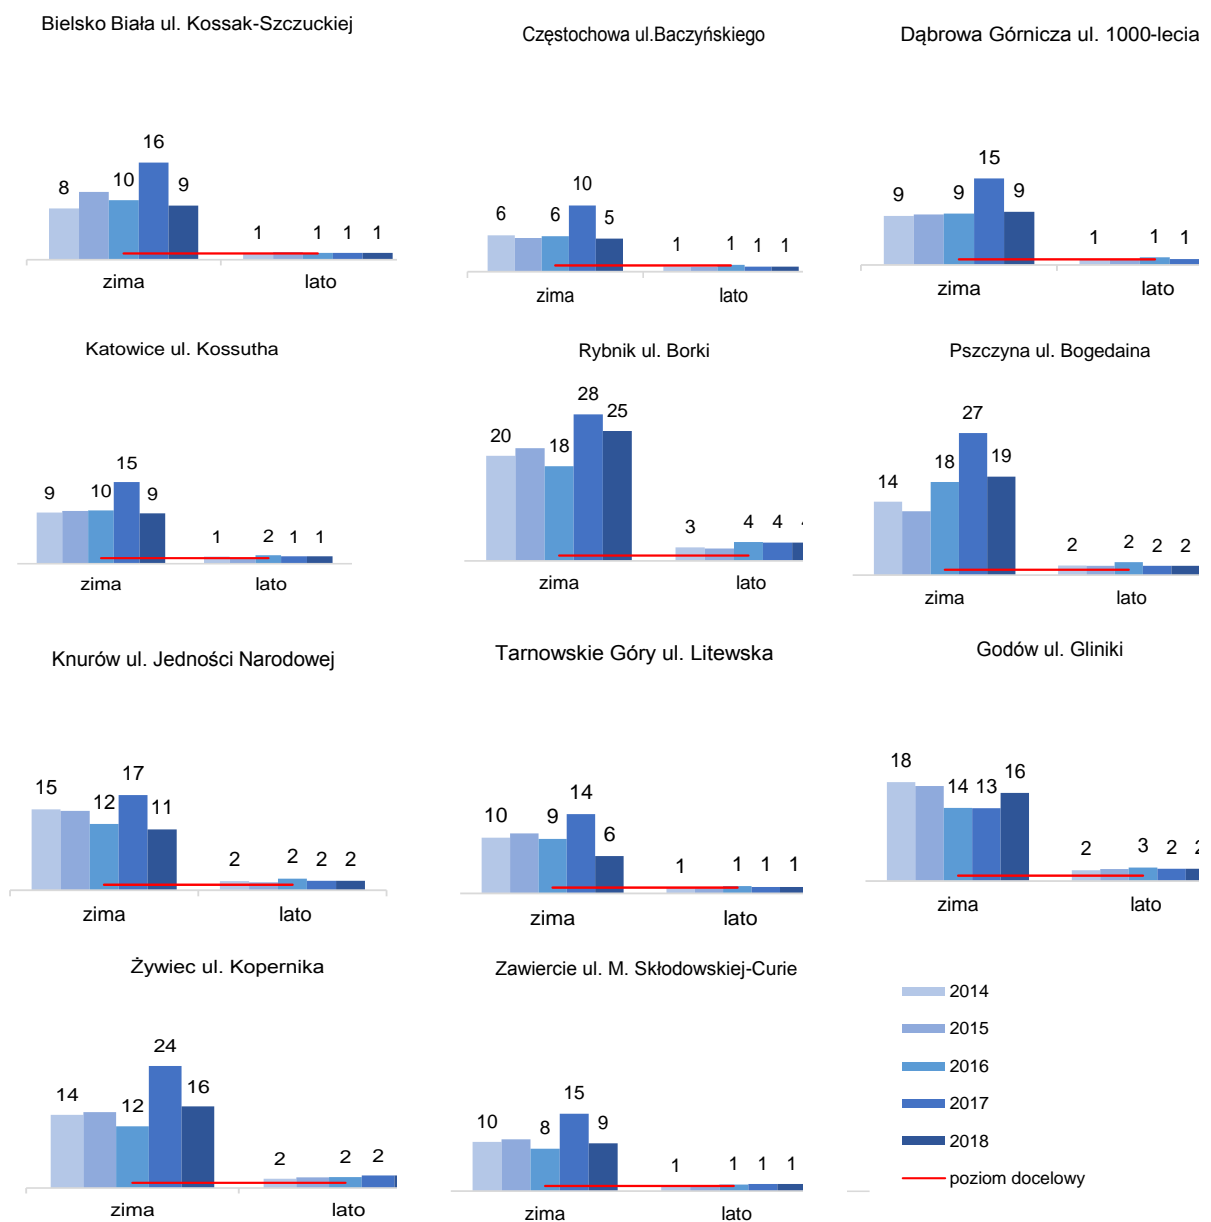 Bielsko Biała ul. Kossak-Szczuckiej
8 10 16 9 1 1 1 1
zima lato
Częstochowa ul.Baczyńskiego
6 6 10 5 1 1 1 1
zima lato
Dąbrowa Górnicza ul. 1000-lecia
9 9 15 9 1 1 1
zima lato
Katowice ul. Kossutha
9 10 15 9 1 2 1 1
zima lato
Rybnik ul. Borki
20 18 28 25 3 4 4
zima lato
Pszczyna ul. Bogedaina
14 18 27 19 2 2 2 2
zima lato
Knurów ul. Jedności Narodowej
15 12 17 11 2 2 2 2
zima lato
Tarnowskie Góry ul. Litewska
10 9 14 6 1 1 1 1
zima lato
Godów ul. Gliniki
18 14 13 16 2 3 2
zima lato
Żywiec ul. Kopernika
14 12 24 16 2 2 2
zima lato
Zawiercie ul. M. Skłodowskiej-Curie
10 8 15 9 1 1 1 1
zima lato
2014
2015
2016
2017
2018
poziom docelowy